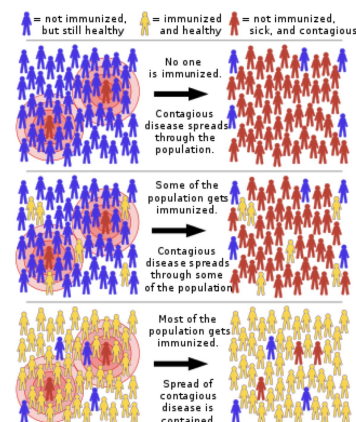 = not immunized, but still healthy
= immunized and healthy
= not immunized, sick, and contagious
No one
is immunized.
Contagious
disease spreads
through the
population.
Some of the
population gets
immunized.
Contagious
disease spreads
through some
of the population.
Most of the
population gets
immunized.
Spread of
contagious
disease is
contained.